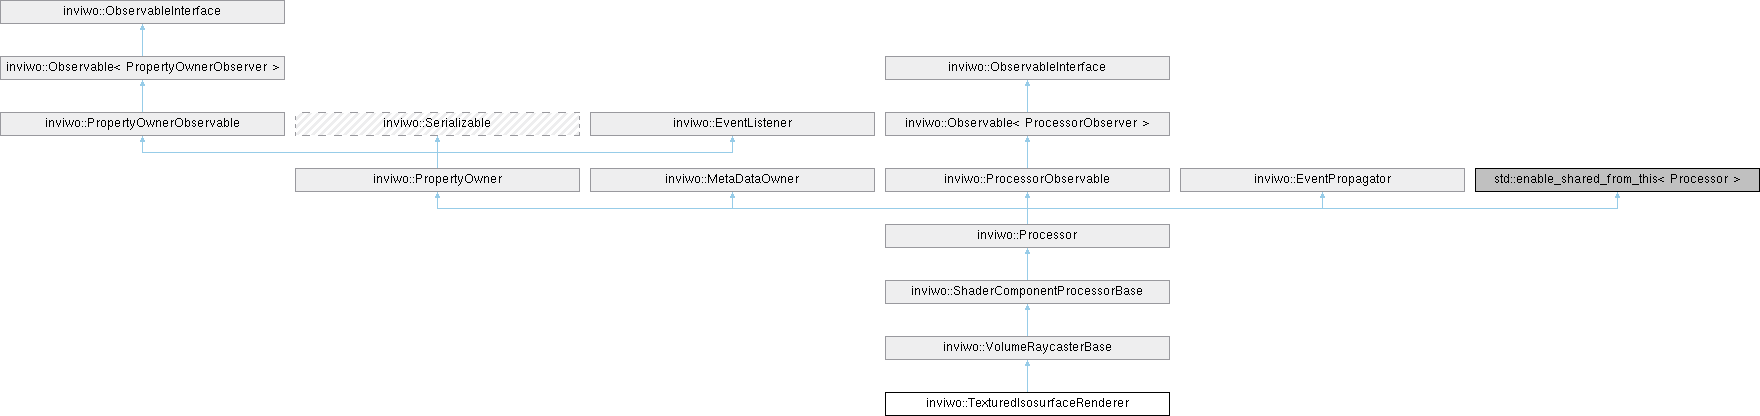 inviwo::ObservableInterface
inviwo::Observable< PropertyOwnerObserver >
inviwo::ObservableInterface
inviwo::PropertyOwnerObservable
inviwo::Serializable
inviwo::EventListener
inviwo::Observable< ProcessorObserver >
inviwo::PropertyOwner
inviwo::MetaDataOwner
inviwo::ProcessorObservable
inviwo::EventPropagator
std::enable_shared_from_this< Processor >
inviwo::Processor
inviwo::ShaderComponentProcessorBase
inviwo::VolumeRaycasterBase
inviwo::TexturedIsosurfaceRenderer